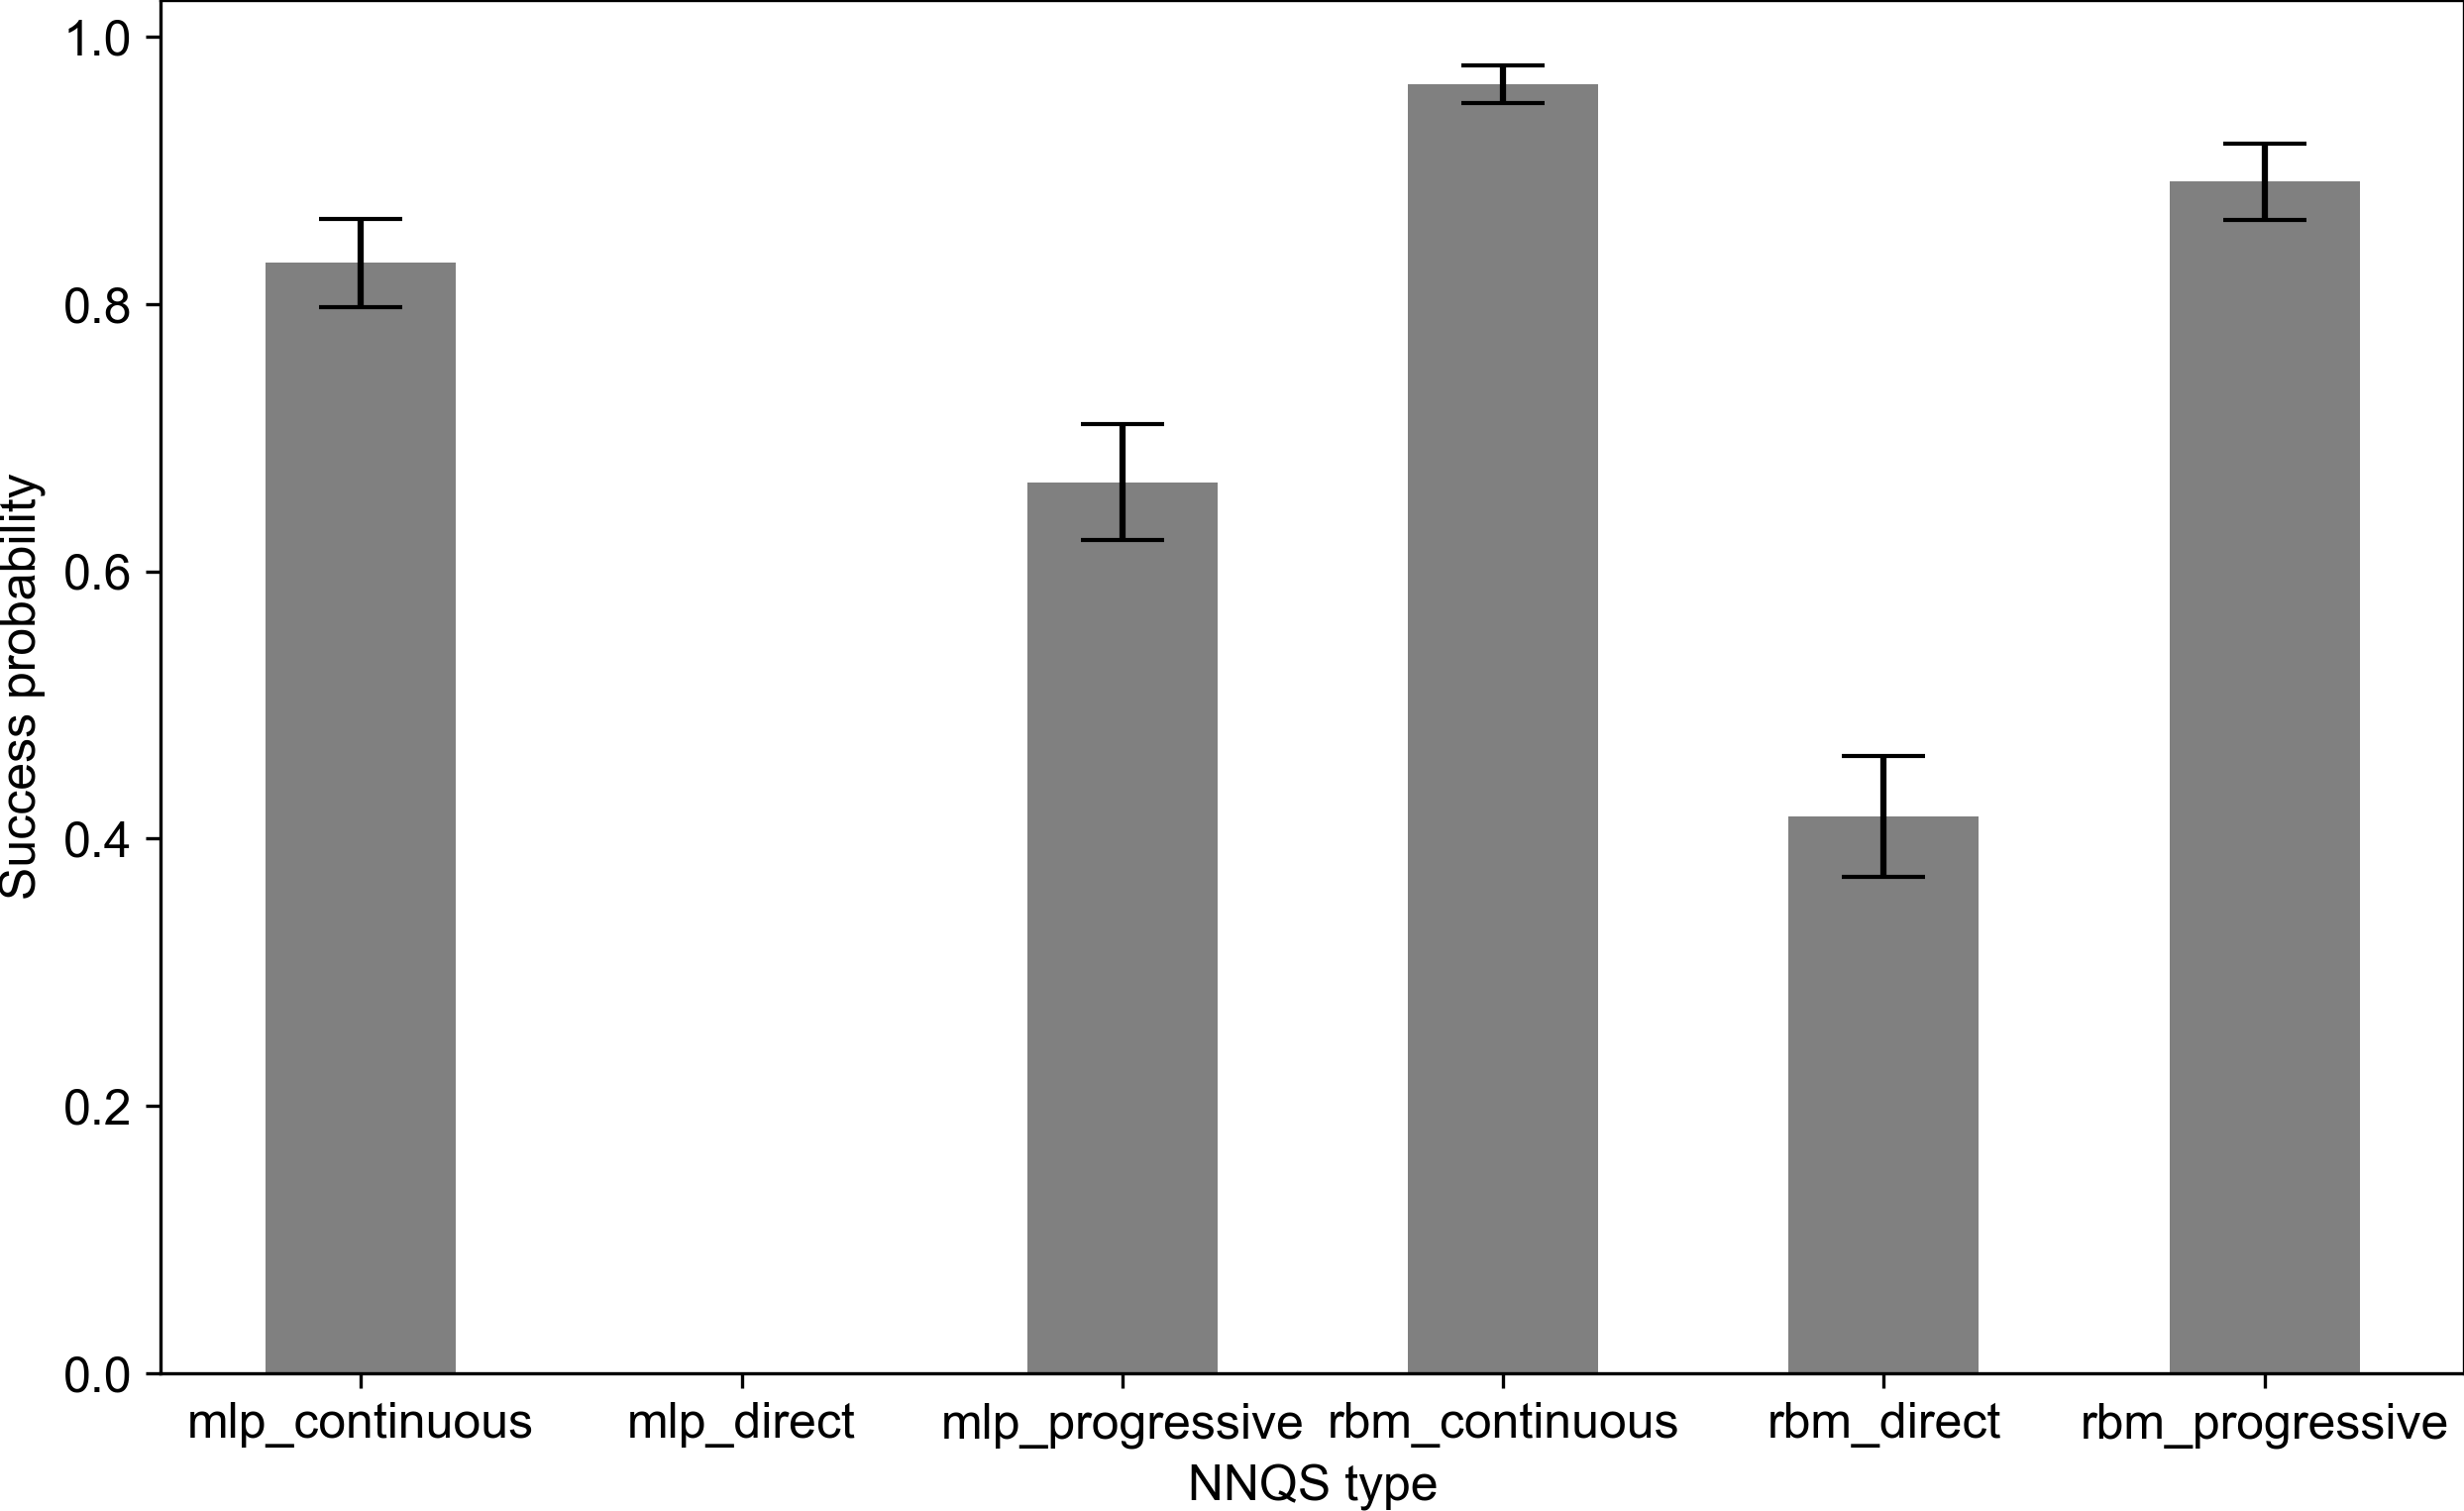 1.0
0.8
0.6
0.4
0.2
0.0
Success probability
mlp_continuous mlp_direct mlp_progressive rbm_continuous rbm_direct rbm_progressive
NNQS type